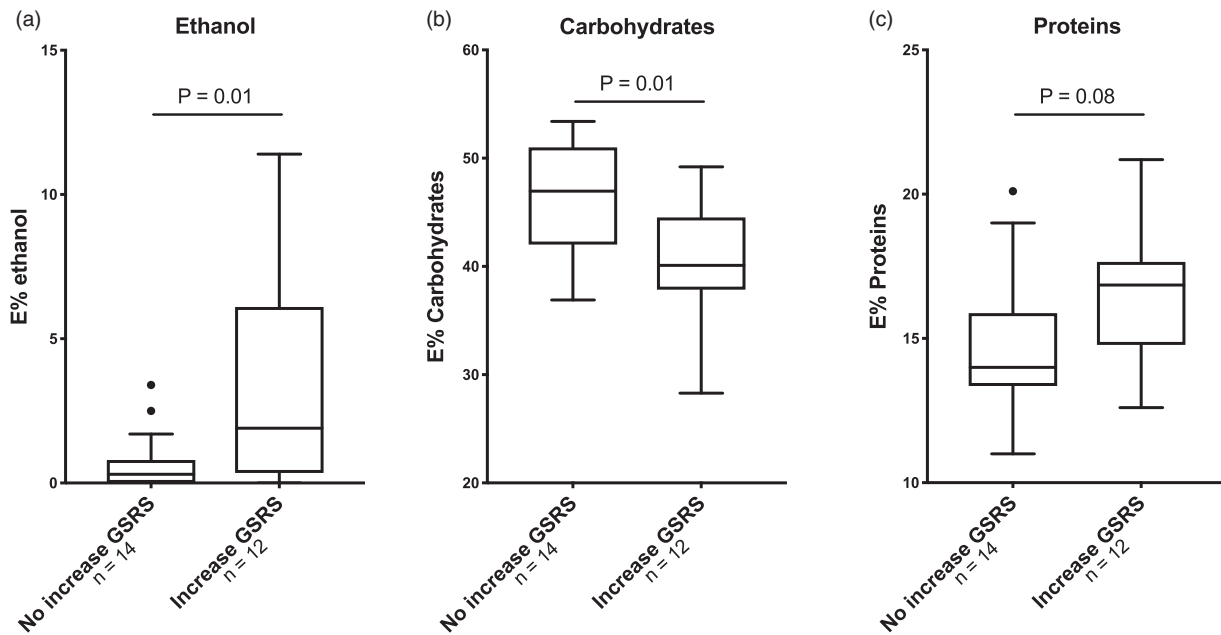 (a)
Ethanol
15
10
5
0
E% ethanol
P = 0.01
No increase GSRS
n = 14
Increase GSRS
n = 12
(b)
Carbohydrates
60
50
40
30
20
E% Carbohydrates
P = 0.01
No increase GSRS
n = 14
Increase GSRS
n = 12
(c)
Proteins
25
20
15
10
E% Proteins
P = 0.08
No increase GSRS
n = 14
Increase GSRS
n = 12